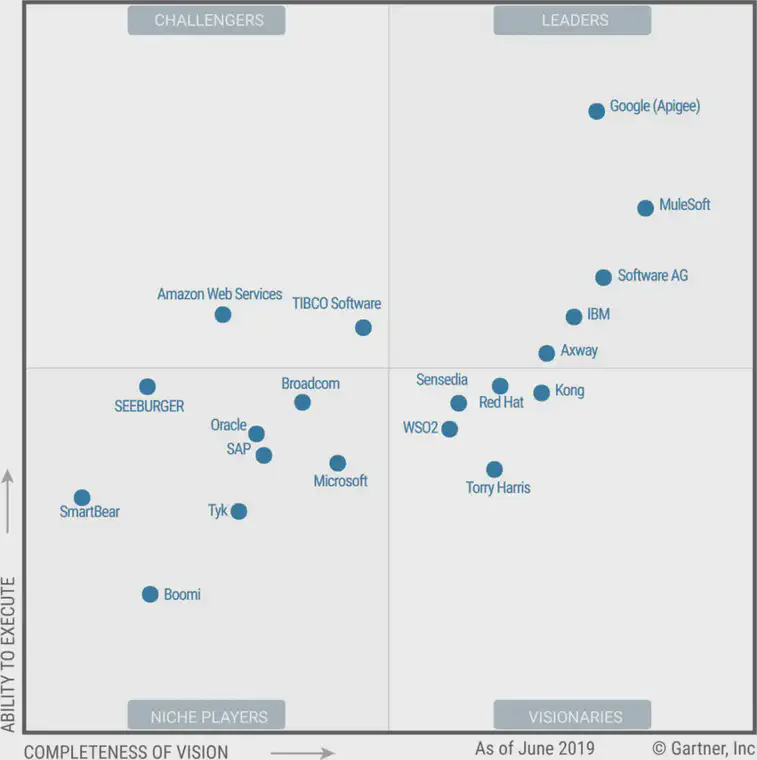 CHALLENGERS
LEADERS
Google (Apigee)
MuleSoft
Software AG
Amazon Web Services
TIBCO Software
IBM
Axway
SEEBURGER
Broadcom
Sensedia
Red Hat
Kong
Oracle
WSO2
SAP
Microsoft
Torry Harris
SmartBear
Tyk
Boomi
ABILITY TO EXECUTE
NICHE PLAYERS
VISIONARIES
COMPLETENESS OF VISION
As of June 2019
© Gartner, Inc